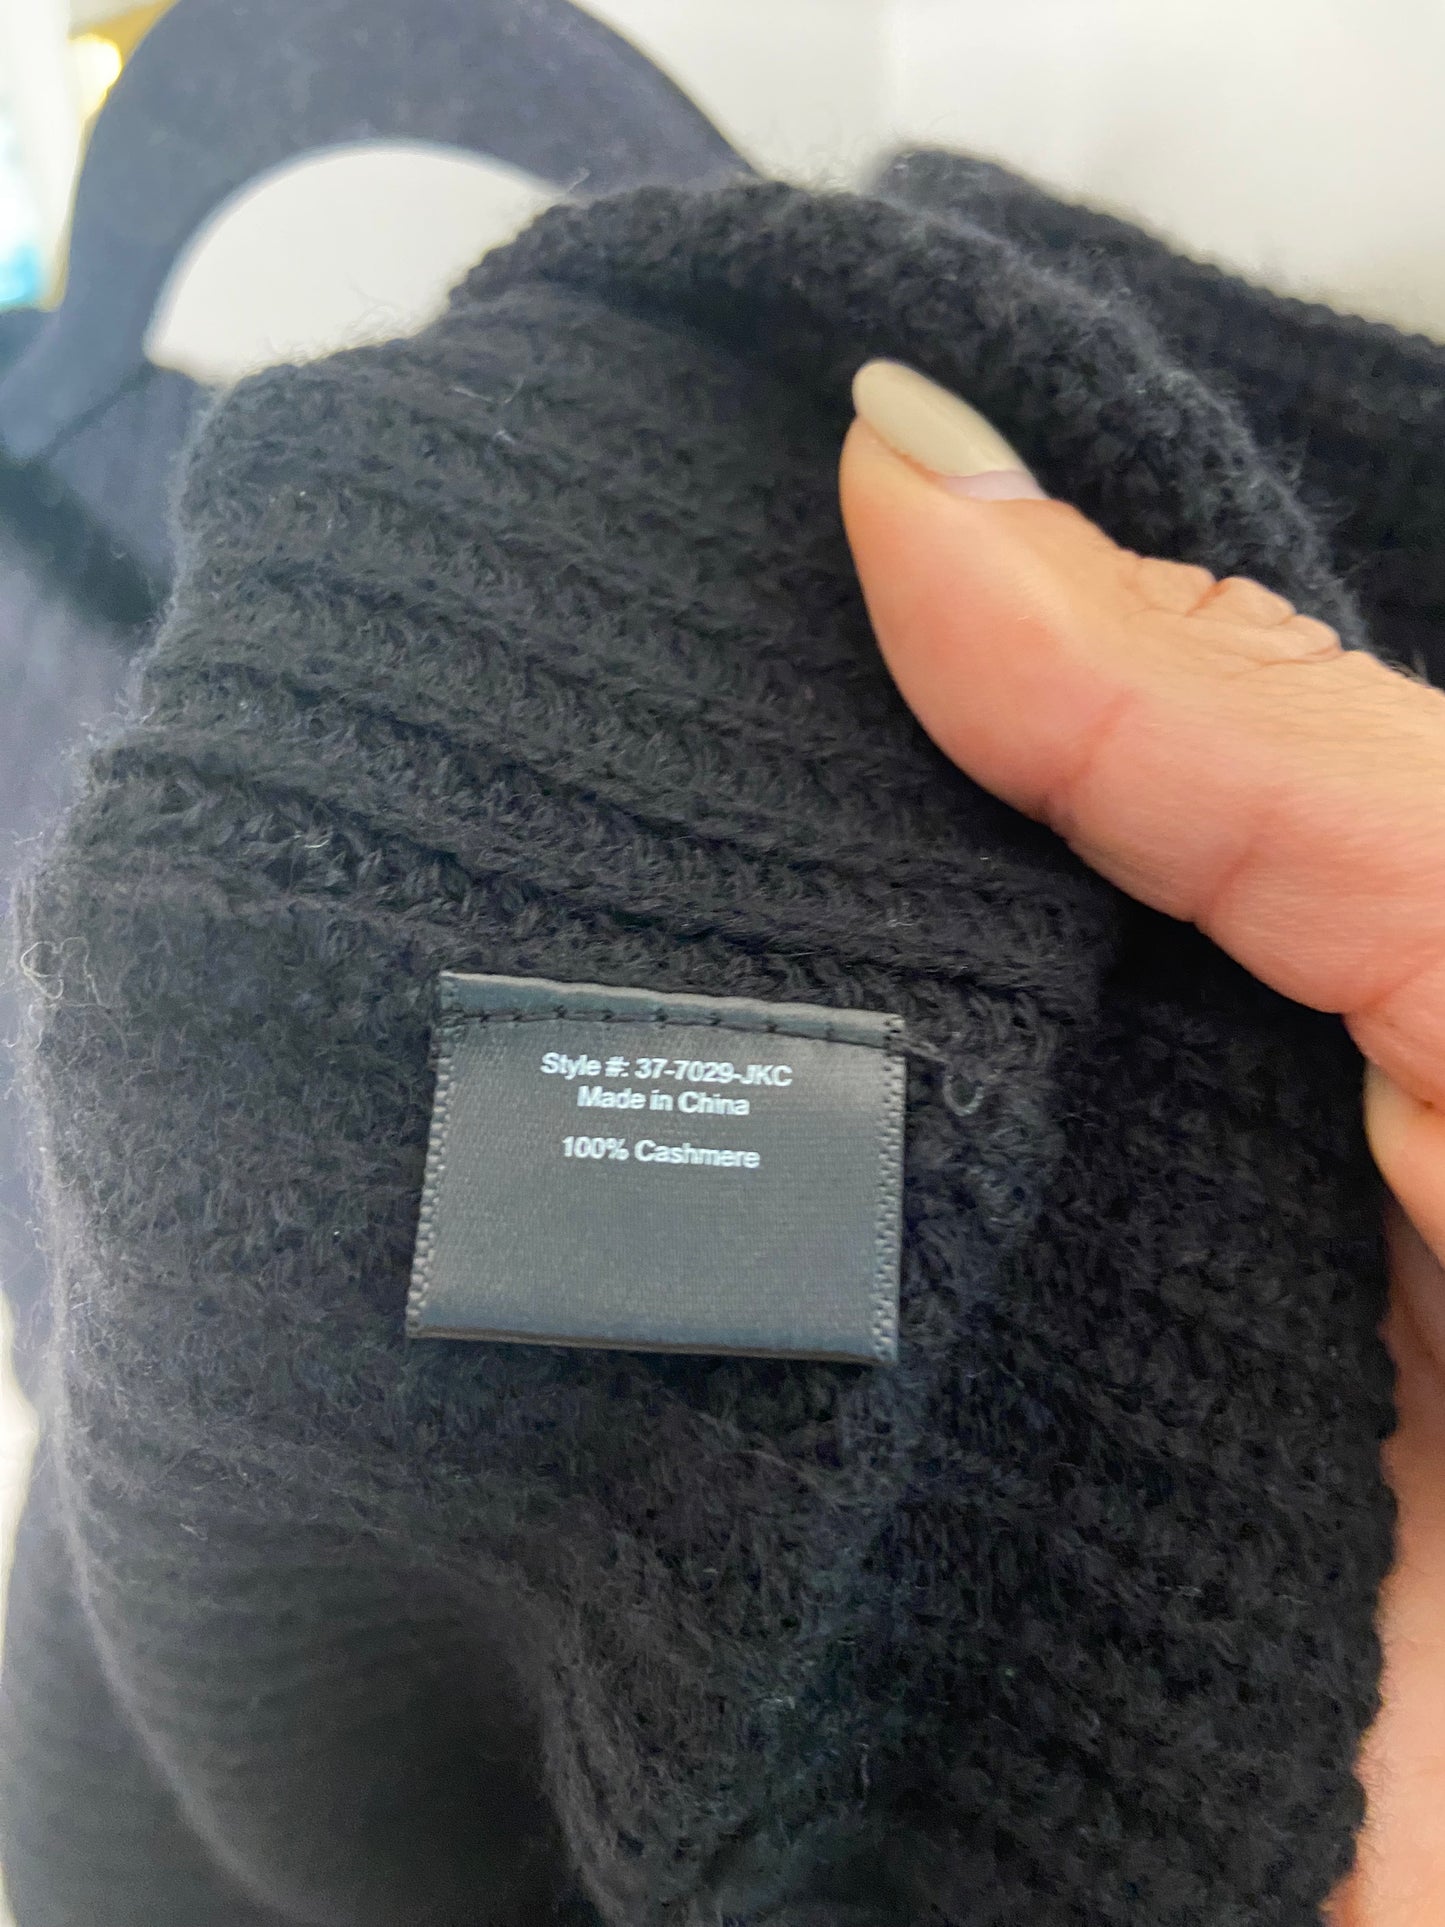 Style #: 37-7029-JKC
Made in China
100% Cashmere